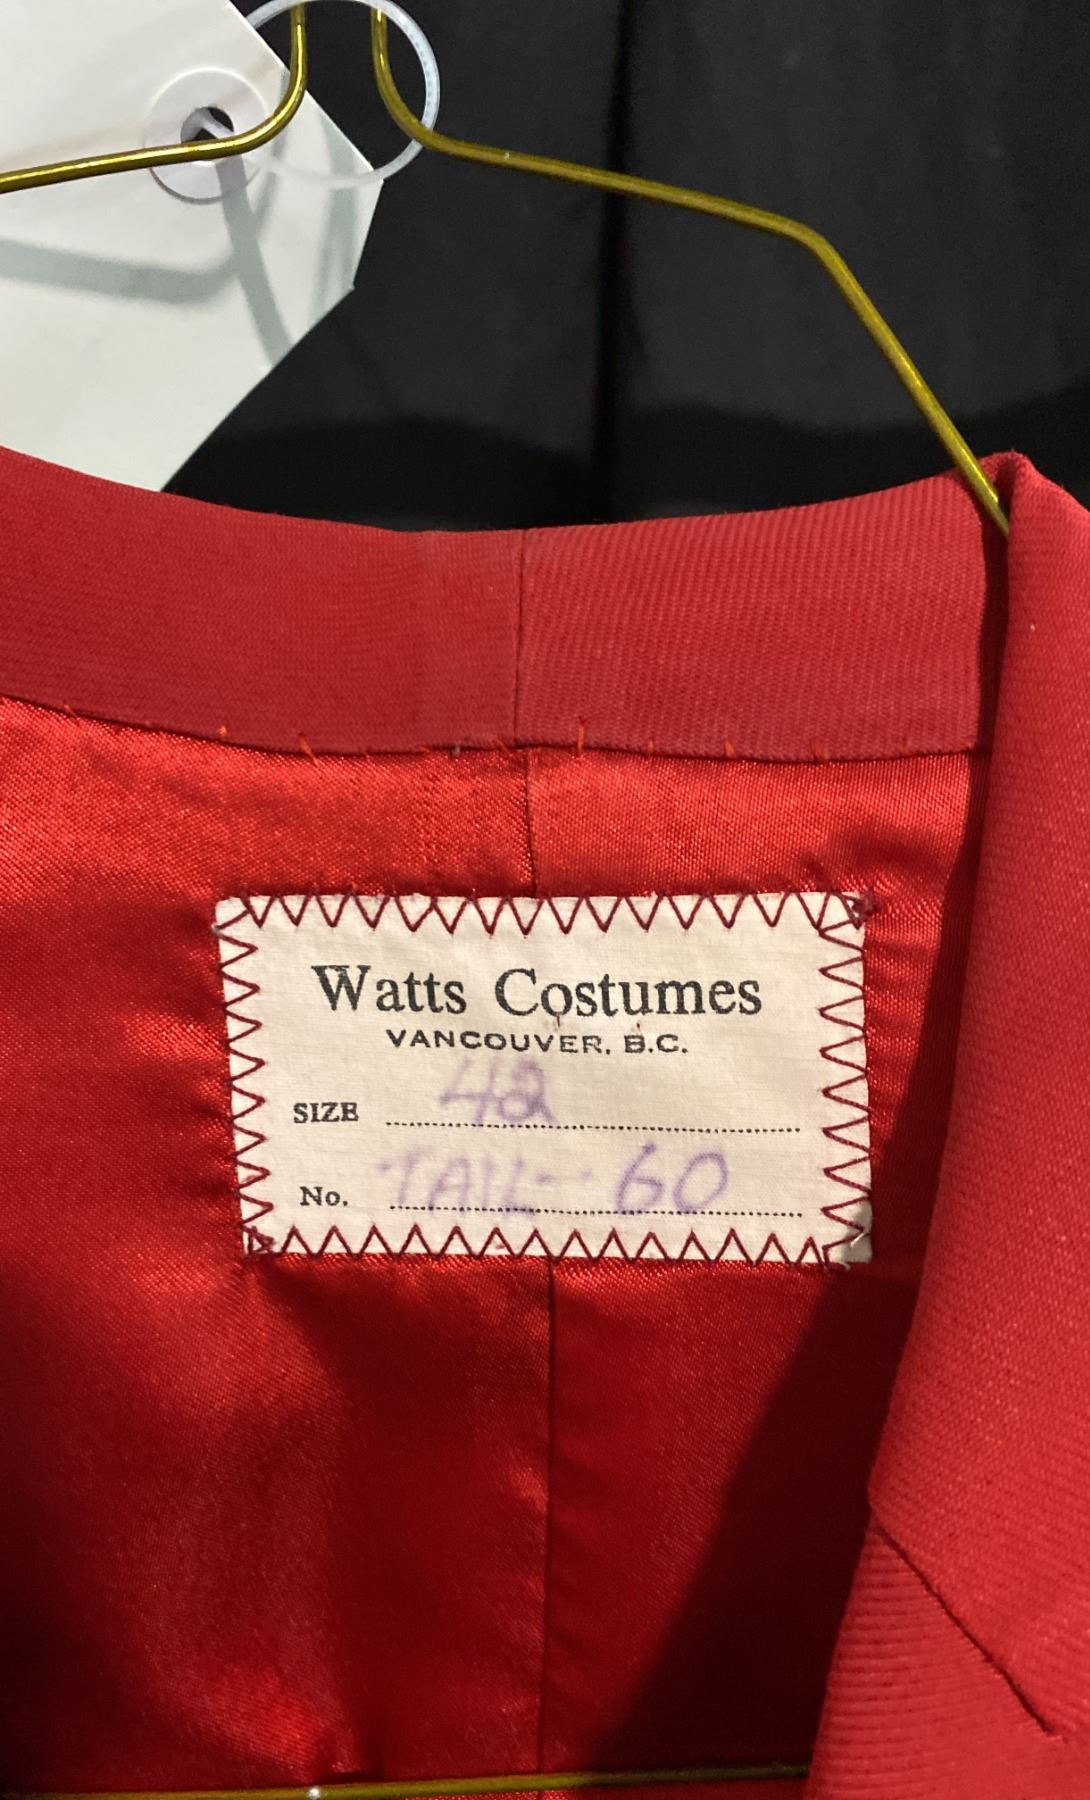 Watts Costumes
VANCOUVER, B.C.
SIZE 42
No. TAIL-- 60